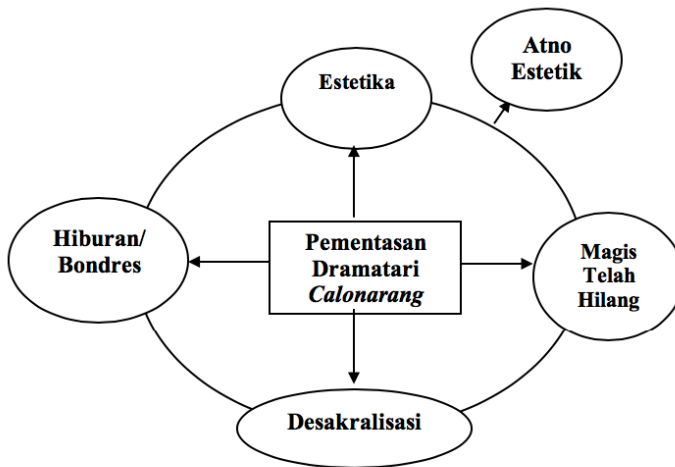 Atno
Estetik
Estetika
Hiburan/
Bondres
Pementasan
Dramatari
Calonarang
Magis
Telah
Hilang
Desakralisasi